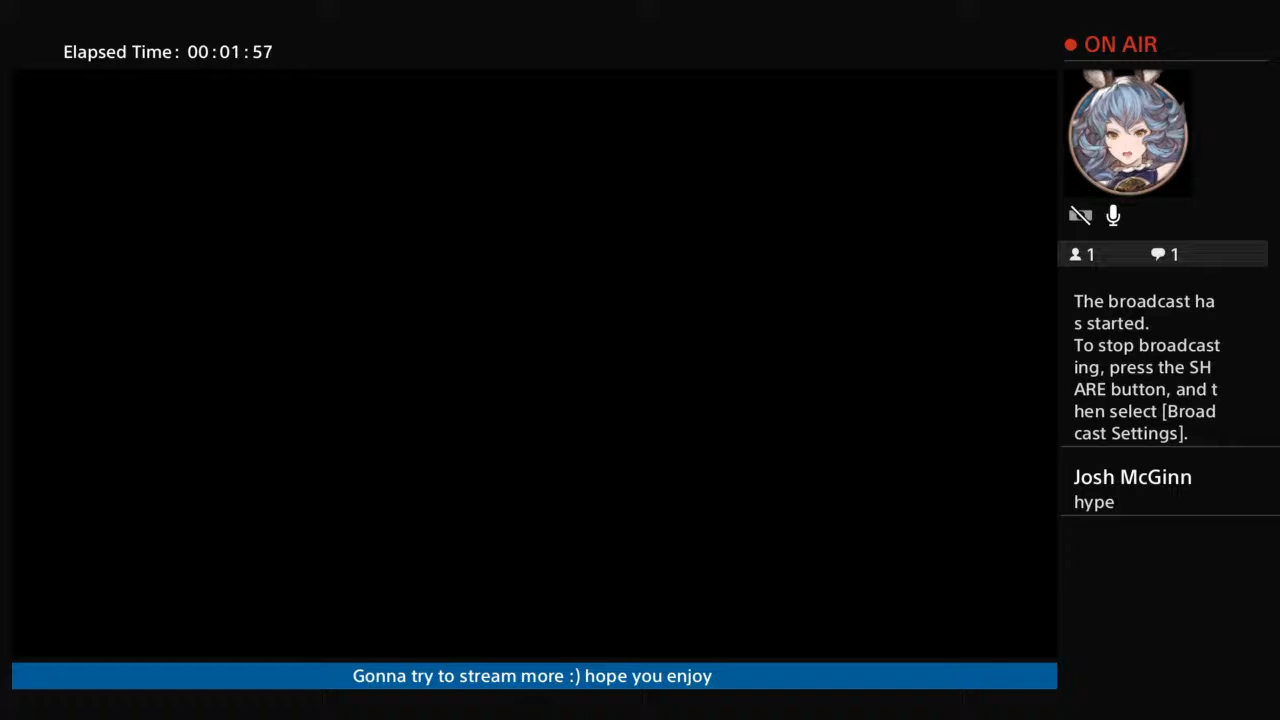 Elapsed Time: 00:01:57
ON AIR
1 1
The broadcast ha
s started.
To stop broadcast
ing, press the SH
ARE button, and t
hen select [Broad
cast Settings].
Josh McGinn
hype
Gonna try to stream more :) hope you enjoy